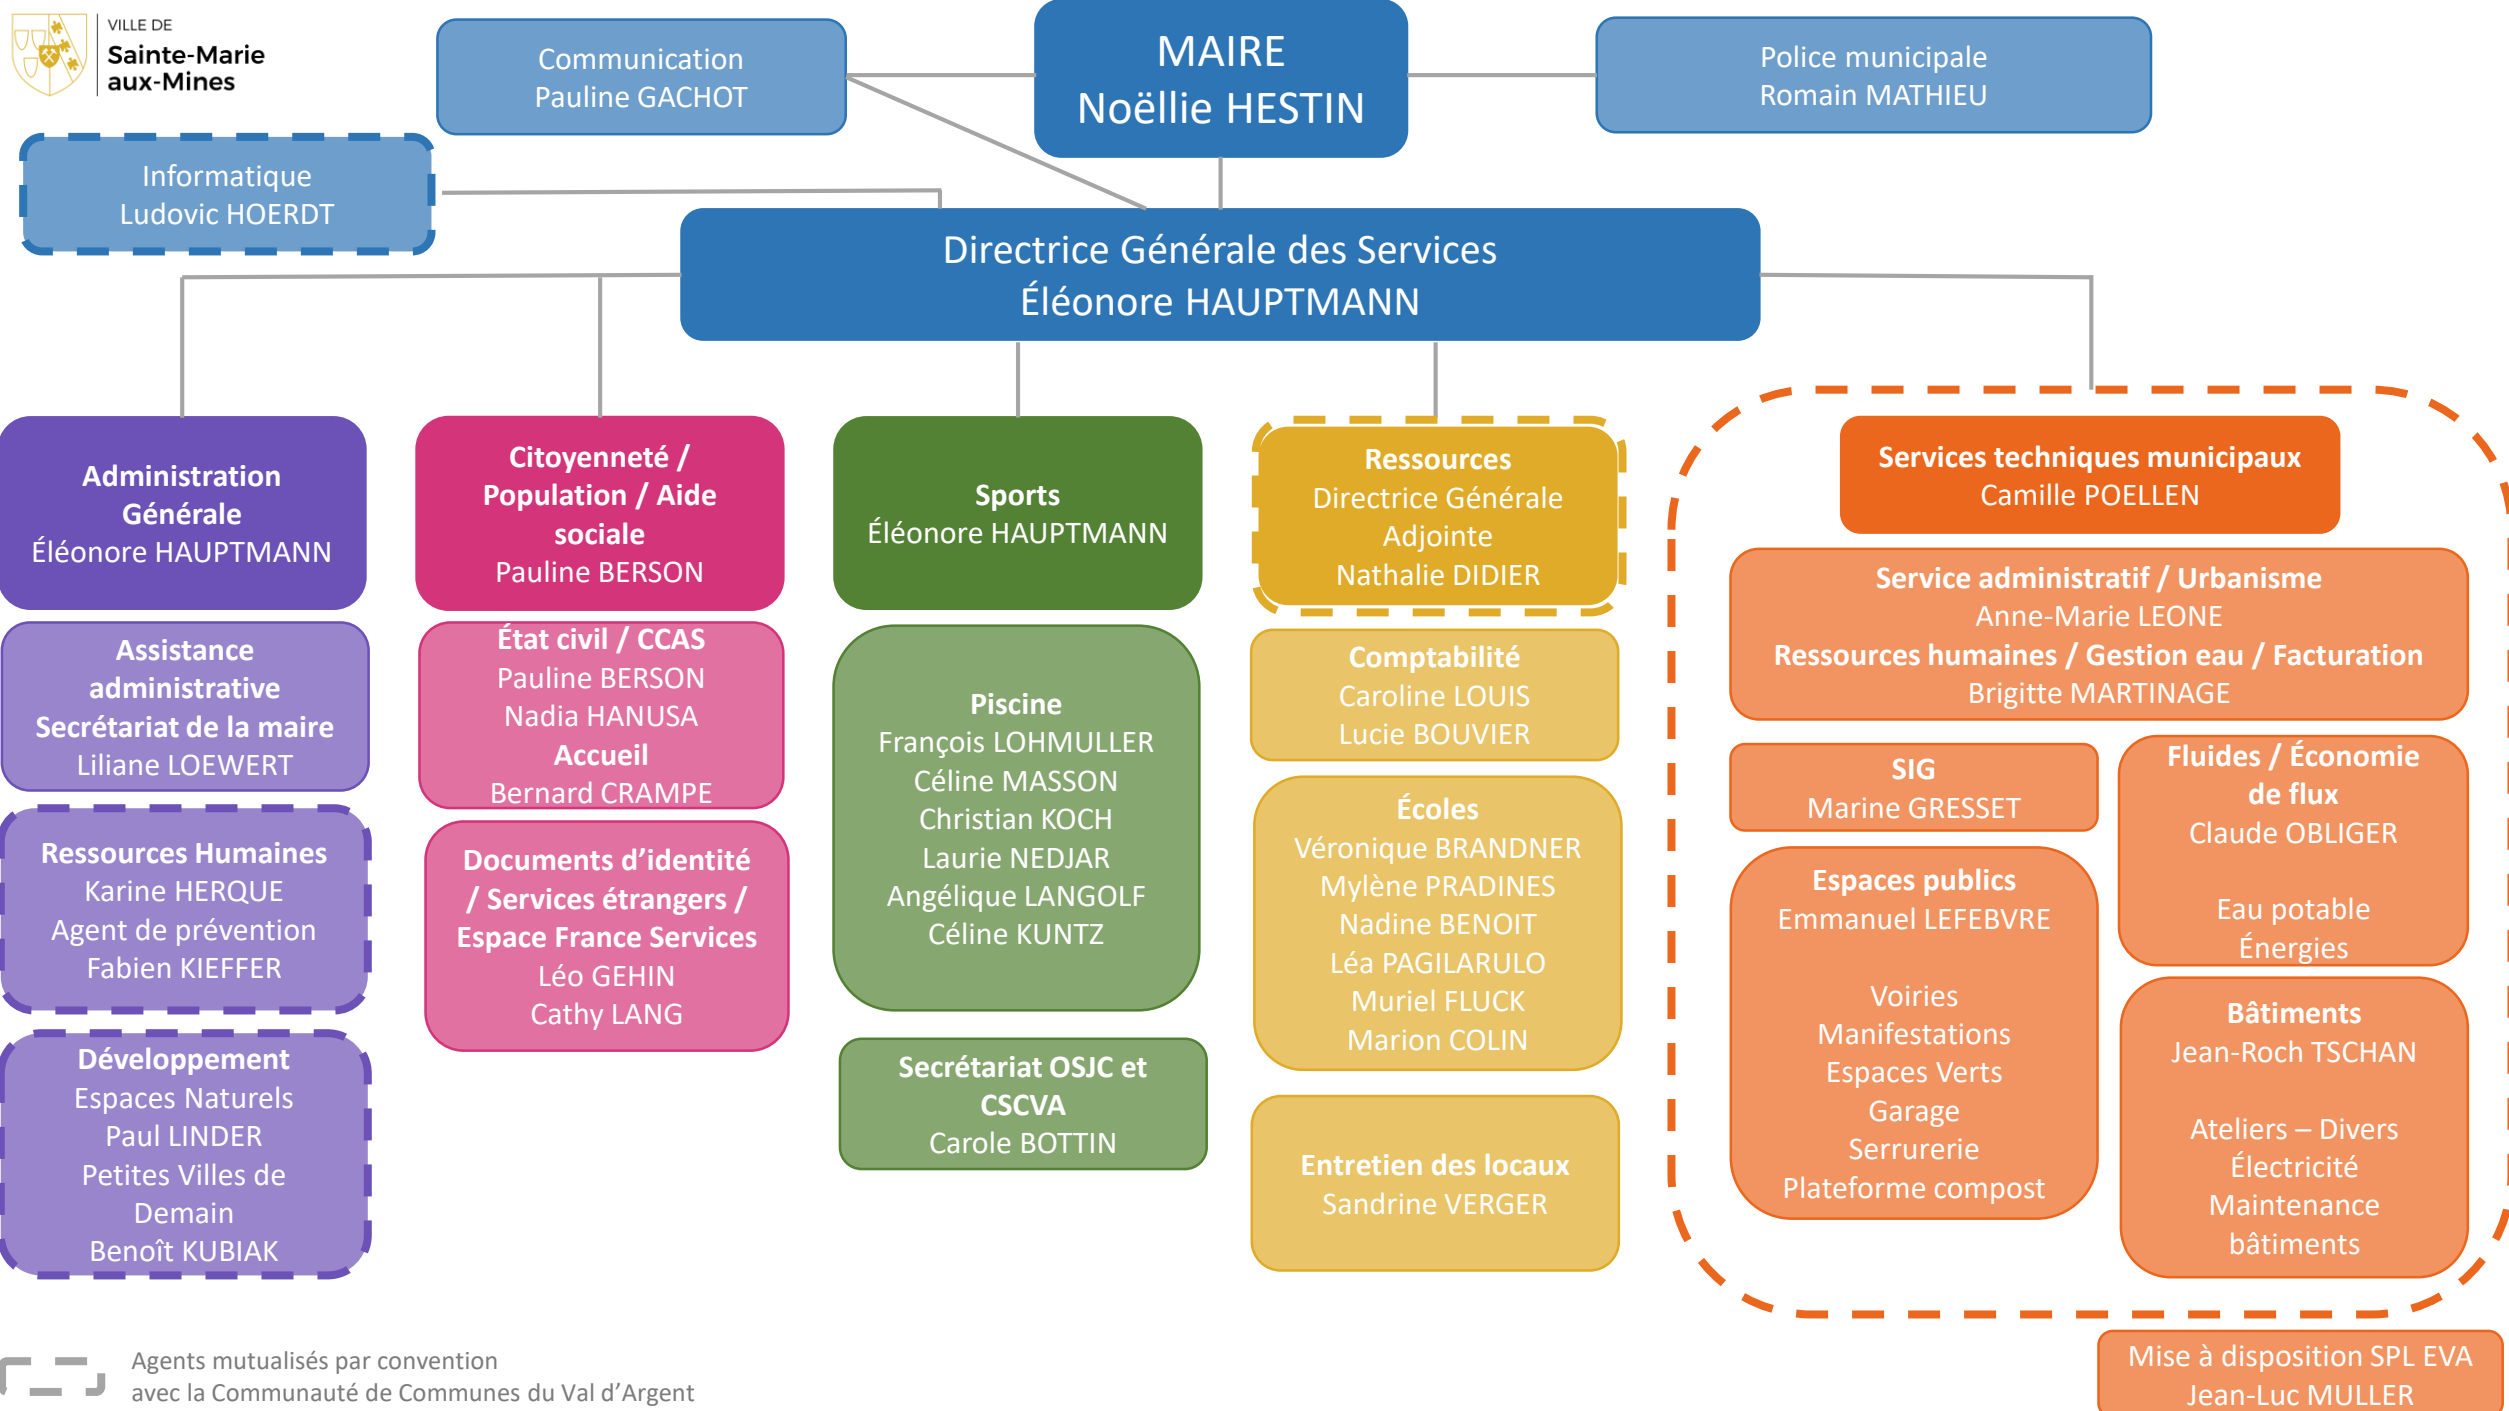 VILLE DE
Sainte-Marie
aux-Mines
Communication
Pauline GACHOT
MAIRE
Noëllie HESTIN
Police municipale
Romain MATHIEU
Informatique
Ludovic HOERDT
Directrice Générale des Services
Éléonore HAUPTMANN
Administration
Générale
Éléonore HAUPTMANN
Assistance
administrative
Secrétariat de la maire
Liliane LOEWERT
Ressources Humaines
Karine HERQUE
Agent de prévention
Fabien KIEFFER
Développement
Espaces Naturels
Paul LINDER
Petites Villes de
Demain
Benoît KUBIAK
Citoyenneté /
Population / Aide
sociale
Pauline BERSON
État civil / CCAS
Pauline BERSON
Nadia HANUSA
Accueil
Bernard CRAMPE
Documents d’identité
/ Services étrangers /
Espace France Services
Léo GEHIN
Cathy LANG
Sports
Éléonore HAUPTMANN
Piscine
François LOHMULLER
Céline MASSON
Christian KOCH
Laurie NEDJAR
Angélique LANGOLF
Céline KUNTZ
Secrétariat OSJC et
CSCVA
Carole BOTTIN
Ressources
Directrice Générale
Adjointe
Nathalie DIDIER
Comptabilité
Caroline LOUIS
Lucie BOUVIER
Écoles
Véronique BRANDNER
Mylène PRADINES
Nadine BENOIT
Léa PAGILARULO
Muriel FLUCK
Marion COLIN
Entretien des locaux
Sandrine VERGER
Services techniques municipaux
Camille POELLEN
Service administratif / Urbanisme
Anne-Marie LEONE
Ressources humaines / Gestion eau / Facturation
Brigitte MARTINAGE
SIG
Marine GRESSET
Espaces publics
Emmanuel LEFEBVRE
Voiries
Manifestations
Espaces Verts
Garage
Serrurerie
Plateforme compost
Fluides / Économie
de flux
Claude OBLIGER
Eau potable
Énergies
Bâtiments
Jean-Roch TSCHAN
Ateliers – Divers
Électricité
Maintenance
bâtiments
Mise à disposition SPL EVA
Jean-Luc MULLER
Agents mutualisés par convention
avec la Communauté de Communes du Val d’Argent